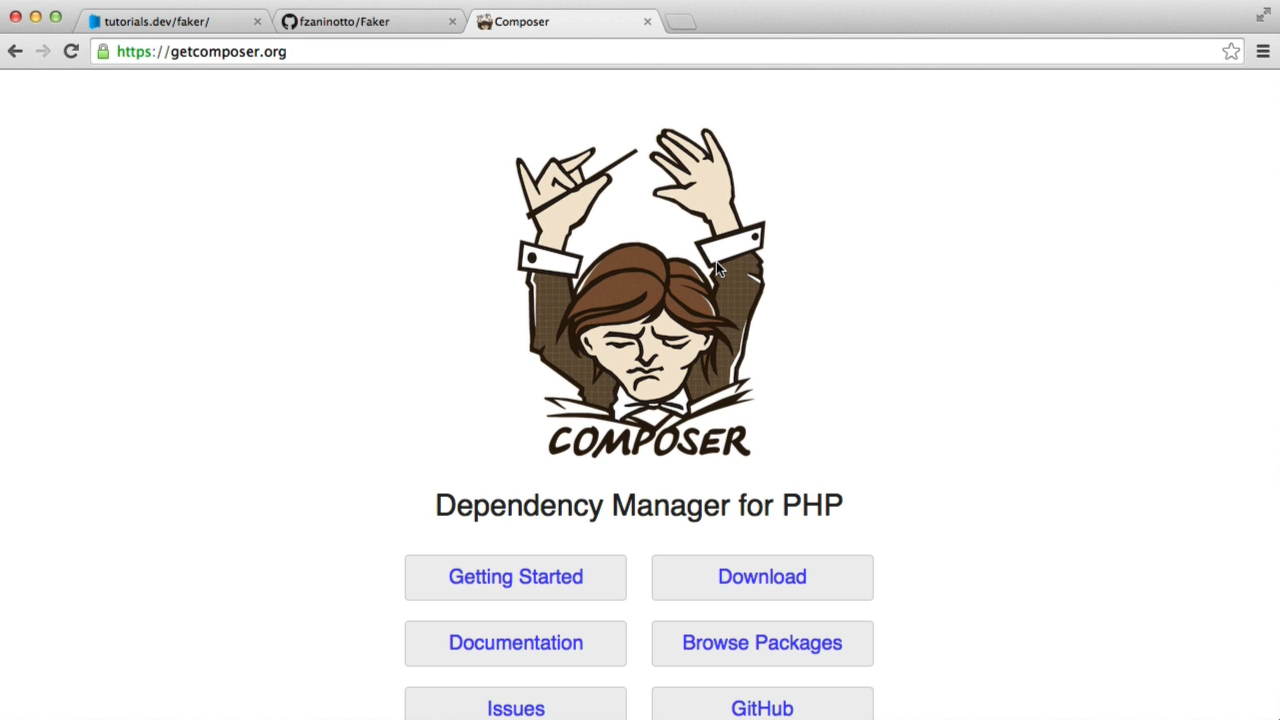 tutorials.dev/faker/
fzaninotto/Faker
Composer
https://getcomposer.org
COMPOSER
Dependency Manager for PHP
Getting Started
Download
Documentation
Browse Packages
Issues
GitHub